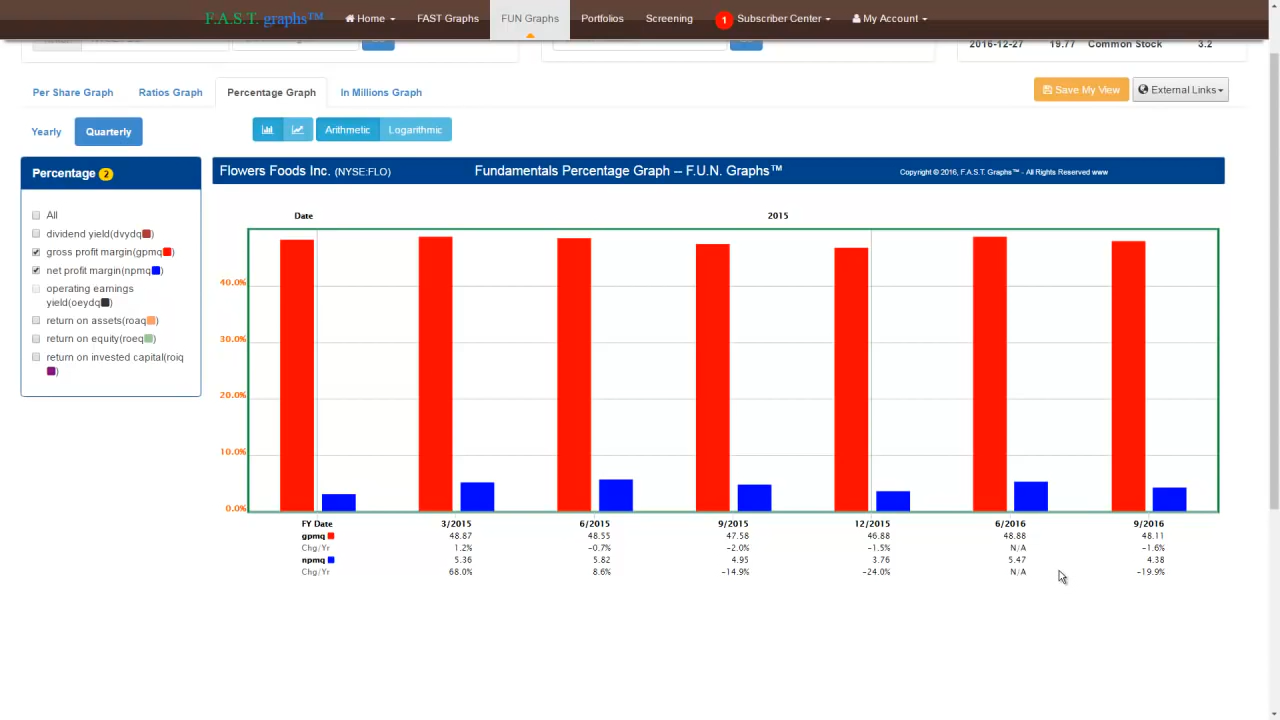 F.A.S.T. graphs™ Home FAST Graphs FUN Graphs Portfolios Screening 1 Subscriber Center My Account
2016-12-27 19.77 Common Stock 3.2
Per Share Graph Ratios Graph Percentage Graph In Millions Graph Save My View External Links
Yearly Quarterly Arithmetic Logarithmic
Percentage 2
All
dividend yield(dvydq)
gross profit margin(gpmq)
net profit margin(npmq)
operating earnings
yield(oeydq)
return on assets(roaq)
return on equity(roeq)
return on invested capital(roiq
)
Flowers Foods Inc. (NYSE:FLO) Fundamentals Percentage Graph -- F.U.N. Graphs™ Copyright © 2016, F.A.S.T. Graphs™ - All Rights Reserved www
Date 2015
40.0%
30.0%
20.0%
10.0%
0.0%
FY Date 3/2015 6/2015 9/2015 12/2015 6/2016 9/2016
gpmq 48.87 48.55 47.58 46.88 48.88 48.11
Chg/Yr 1.2% -0.7% -2.0% -1.5% N/A -1.6%
npmq 5.36 5.82 4.95 3.76 5.47 4.38
Chg/Yr 68.0% 8.6% -14.9% -24.0% N/A -19.9%